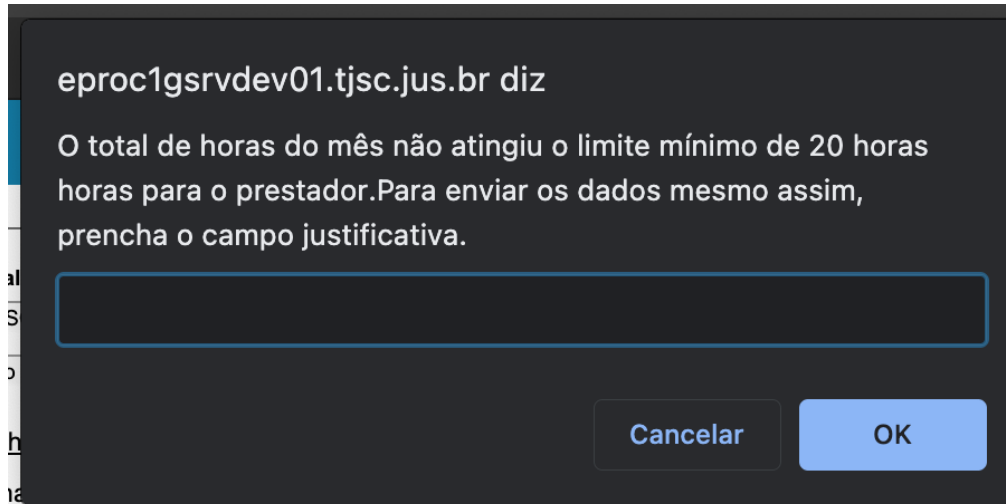 eproc1gsrvdev01.tjsc.jus.br diz
O total de horas do mês não atingiu o limite mínimo de 20 horas
horas para o prestador.Para enviar os dados mesmo assim,
prencha o campo justificativa.
Cancelar OK